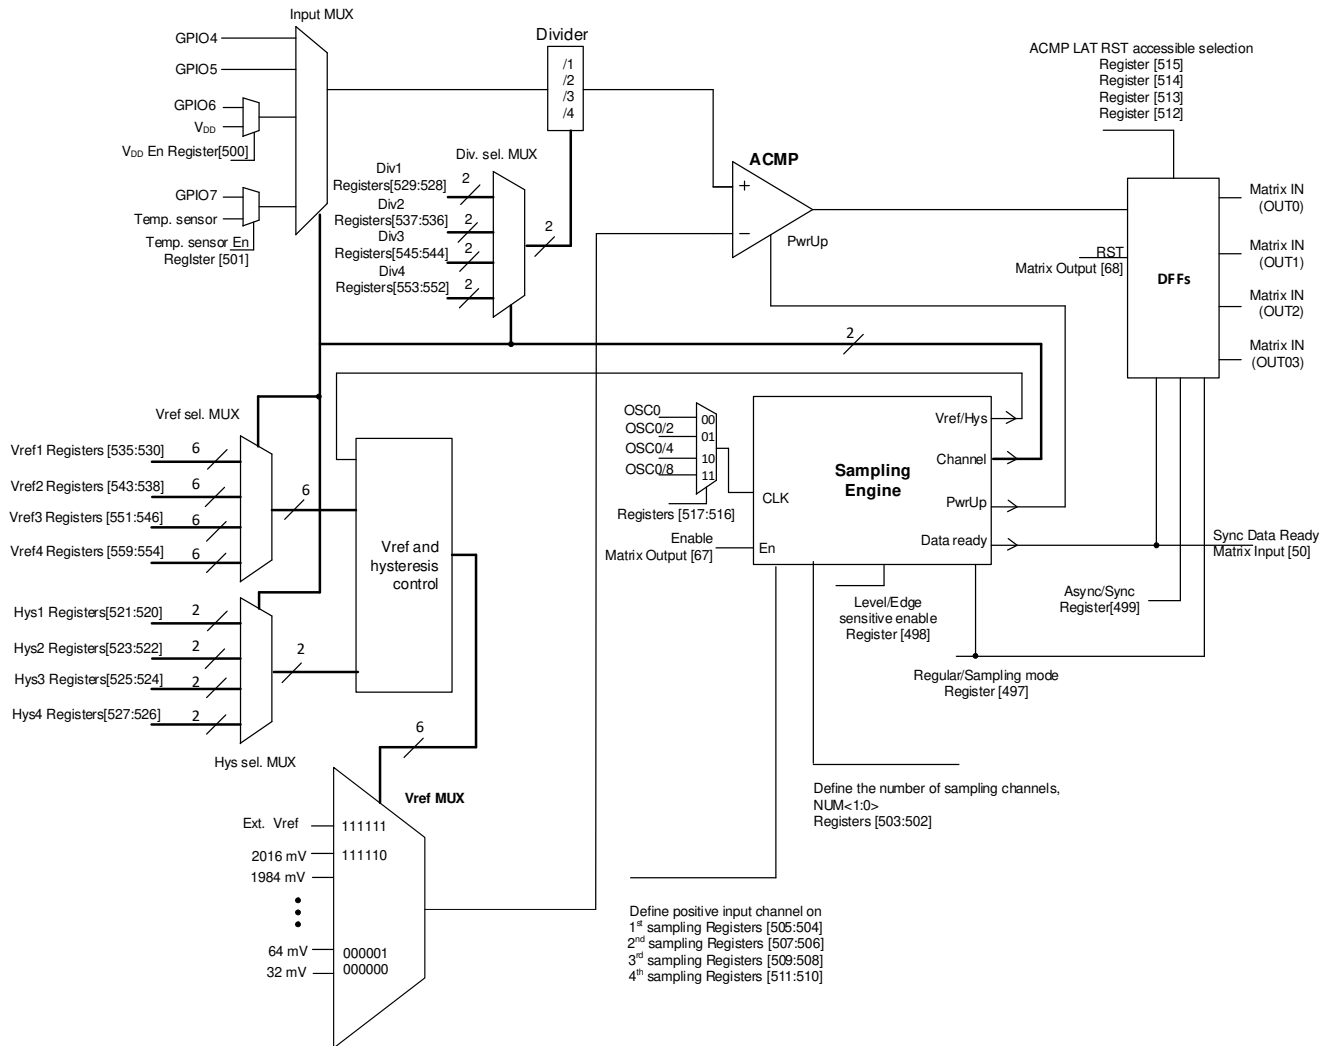 Input MUX
GPIO4
GPIO5
GPIO6
VDD
VDD En Register[500]
GPIO7
Temp. sensor
Temp. sensor En
RegIster [501]
Divider
/1
/2
/3
/4
Div. sel. MUX
Div1
Registers[529:528]
2
Div2
Registers[537:536]
2
Div3
Registers[545:544]
2
Div4
Registers[553:552]
2
2
ACMP
+
−
PwrUp
ACMP LAT RST accessible selection
Register [515]
Register [514]
Register [513]
Register [512]
RST
Matrix Output [68]
DFFs
Matrix IN
(OUT0)
Matrix IN
(OUT1)
Matrix IN
(OUT2)
Matrix IN
(OUT03)
2
Vref sel. MUX
Vref1 Registers [535:530]
6
Vref2 Registers [543:538]
6
Vref3 Registers [551:546]
6
Vref4 Registers [559:554]
6
6
Hys1 Registers[521:520]
2
Hys2 Registers[523:522]
2
Hys3 Registers[525:524]
2
Hys4 Registers[527:526]
2
2
Hys sel. MUX
Vref and
hysteresis
control
6
OSC0
OSC0/2
OSC0/4
OSC0/8
00
01
10
11
Registers [517:516]
Enable
Matrix Output [67]
CLK
En
Sampling
Engine
Vref/Hys
Channel
PwrUp
Data ready
Sync Data Ready
Matrix Input [50]
Async/Sync
Register[499]
Level/Edge
sensitive enable
Register [498]
Regular/Sampling mode
Register [497]
Define the number of sampling channels,
NUM<1:0>
Registers [503:502]
Define positive input channel on
1st sampling Registers [505:504]
2nd sampling Registers [507:506]
3rd sampling Registers [509:508]
4th sampling Registers [511:510]
Vref MUX
Ext. Vref
111111
2016 mV
111110
1984 mV
64 mV
000001
32 mV
000000